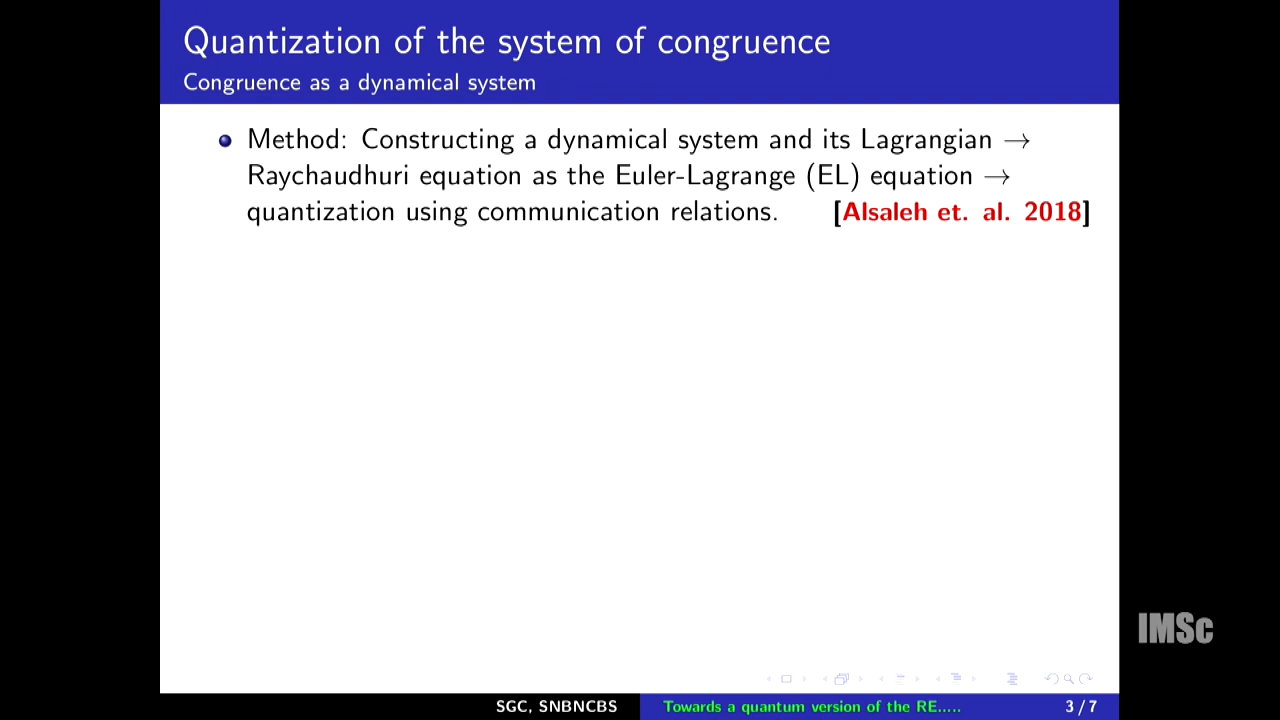 Quantization of the system of congruence
Congruence as a dynamical system
Method: Constructing a dynamical system and its Lagrangian →
Raychaudhuri equation as the Euler-Lagrange (EL) equation →
quantization using communication relations. [Alsaleh et. al. 2018]
IMSc
SGC, SNBNCBS Towards a quantum version of the RE..... 3 / 7